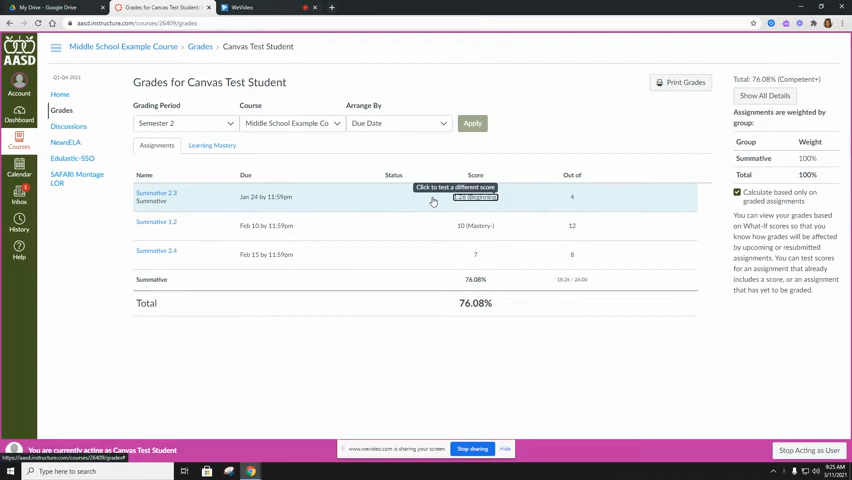 My Drive - Google Drive
Grades for Canvas Test Student:
WeVideo
aasd.instructure.com/courses/26409/grades
AASD
Account
Dashboard
Courses
Calendar
1
Inbox
History
Help
Middle School Example Course > Grades > Canvas Test Student
Q1-Q4-2021
Home
Grades
Discussions
NewsELA
Edulastic-SSO
SAFARI Montage
LOR
Grades for Canvas Test Student
Print Grades
Grading Period
Course
Arrange By
Semester 2
Middle School Example Co
Due Date
Apply
Assignments
Learning Mastery
Name
Due
Status
Score
Out of
Click to test a different score
Summative 2.3
Summative
Jan 24 by 11:59pm
1.26 (Beginning)
4
Summative 1.2
Feb 10 by 11:59pm
10 (Mastery-)
12
Summative 2.4
Feb 15 by 11:59pm
7
8
Summative
76.08%
18.26 / 24.00
Total
76.08%
Total: 76.08% (Competent+)
Show All Details
Assignments are weighted by
group:
Group Weight
Summative 100%
Total 100%
Calculate based only on
graded assignments
You can view your grades based
on What-If scores so that you
know how grades will be affected
by upcoming or resubmitted
assignments. You can test scores
for an assignment that already
includes a score, or an assignment
that has yet to be graded.
You are currently acting as Canvas Test Student
https://aasd.instructure.com/courses/26409/grades#
www.wevideo.com is sharing your screen.
Stop sharing
Hide
Stop Acting as User
Type here to search
9:25 AM
3/11/2021